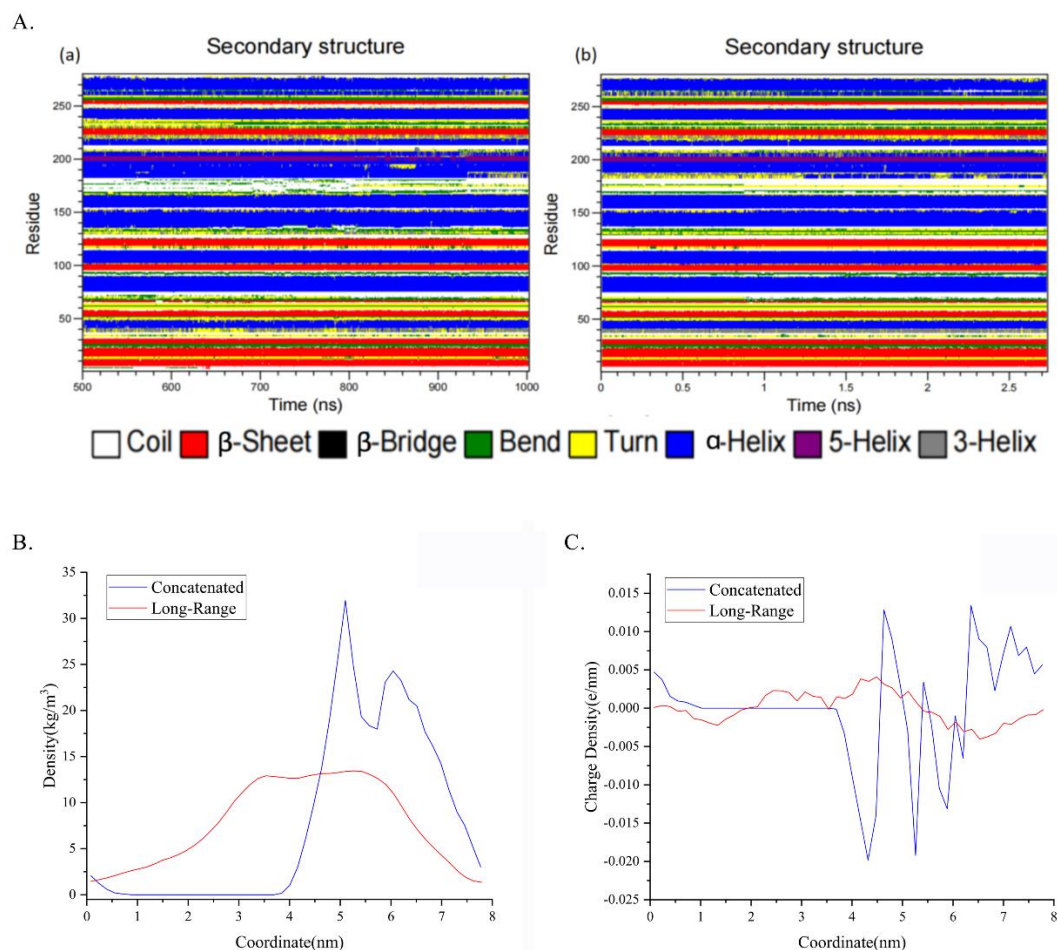 A.
(a) Secondary structure
(b) Secondary structure
Residue
250
200
150
100
50
500 600 700 800 900 1000
Time (ns)
Residue
250
200
150
100
50
0 0.5 1 1.5 2 2.5
Time (ns)
Coil β-Sheet β-Bridge Bend Turn α-Helix 5-Helix 3-Helix
B.
Concatenated
Long-Range
Density(kg/m³)
35
30
25
20
15
10
5
0
0 1 2 3 4 5 6 7 8
Coordinate(nm)
C.
Concatenated
Long-Range
Charge Density(e/nm)
0.015
0.010
0.005
0.000
-0.005
-0.010
-0.015
-0.020
-0.025
0 1 2 3 4 5 6 7 8
Coordinate(nm)